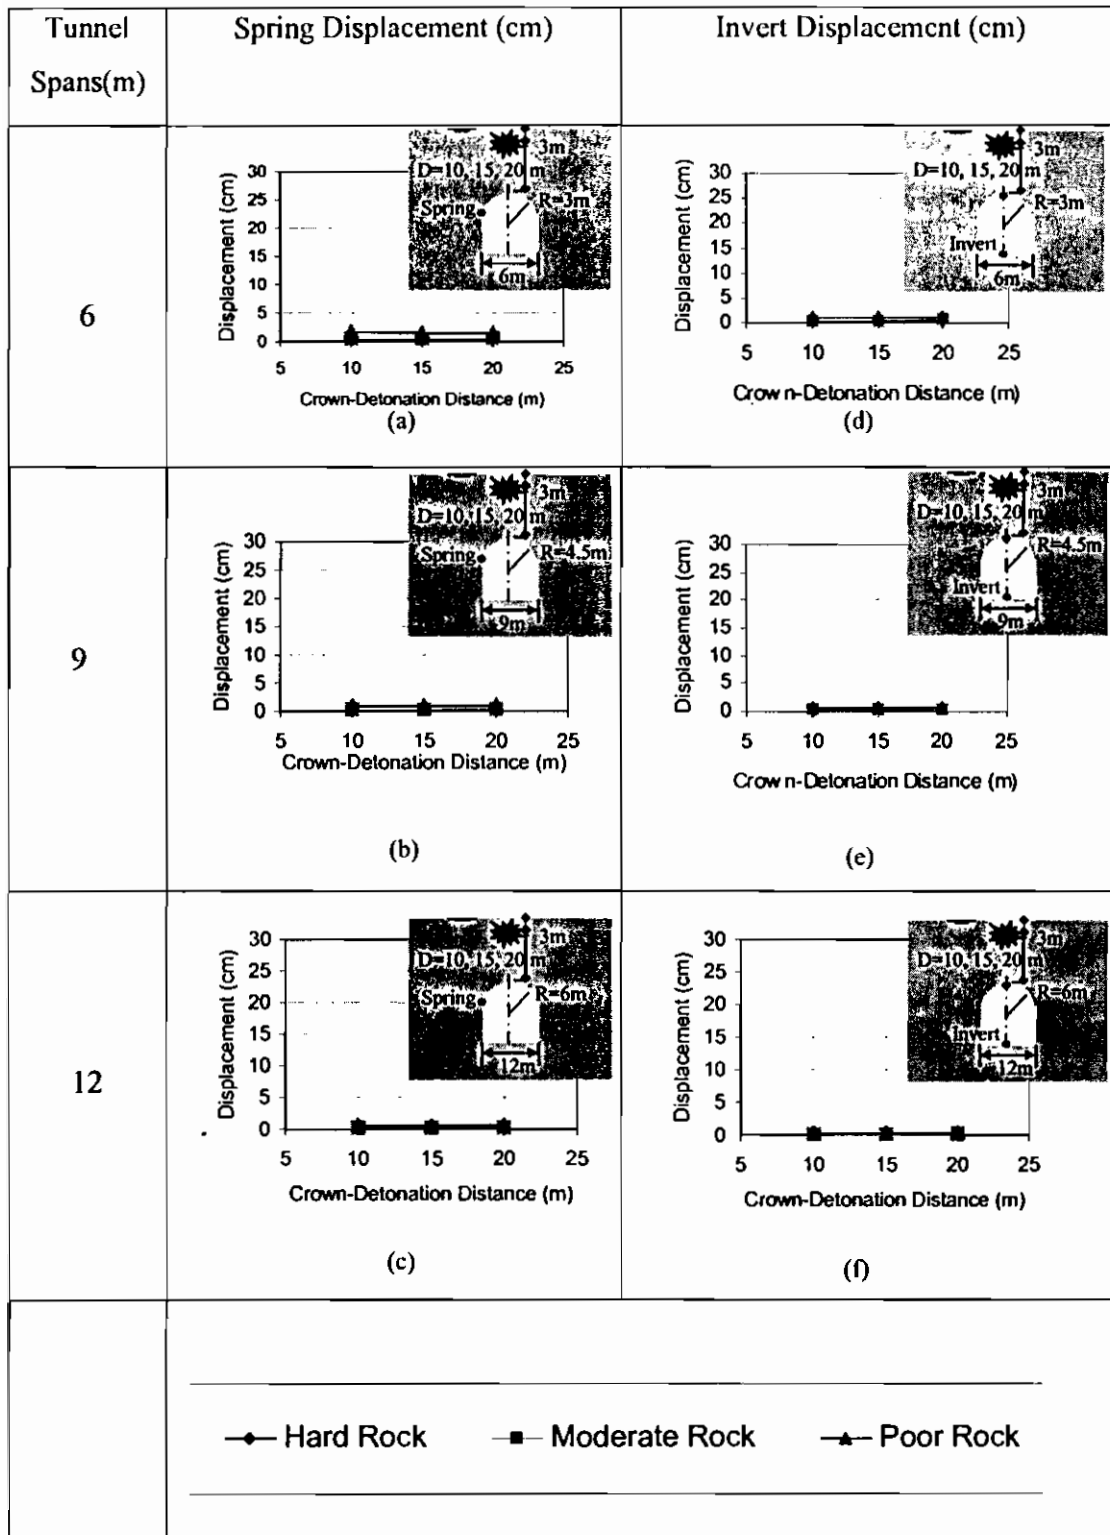 Tunnel
Spans(m)
Spring Displacement (cm)
Invert Displacement (cm)
6
3m
D=10, 15, 20 m
R=3m
Spring
6m
Displacement (cm)
30
25
20
15
10
5
0
5 10 15 20 25
Crown-Detonation Distance (m)
(a)
3m
D=10, 15, 20 m
R=3m
Invert
6m
Displacement (cm)
30
25
20
15
10
5
0
5 10 15 20 25
Crown-Detonation Distance (m)
(d)
9
3m
D=10, 15, 20 m
R=4.5m
Spring
9m
Displacement (cm)
30
25
20
15
10
5
0
5 10 15 20 25
Crown-Detonation Distance (m)
(b)
3m
D=10, 15, 20 m
R=4.5m
Invert
9m
Displacement (cm)
30
25
20
15
10
5
0
5 10 15 20 25
Crown-Detonation Distance (m)
(e)
12
3m
D=10, 15, 20 m
R=6m
Spring
12m
Displacement (cm)
30
25
20
15
10
5
0
5 10 15 20 25
Crown-Detonation Distance (m)
(c)
3m
D=10, 15, 20 m
R=6m
Invert
12m
Displacement (cm)
30
25
20
15
10
5
0
5 10 15 20 25
Crown-Detonation Distance (m)
(f)
Hard Rock Moderate Rock Poor Rock